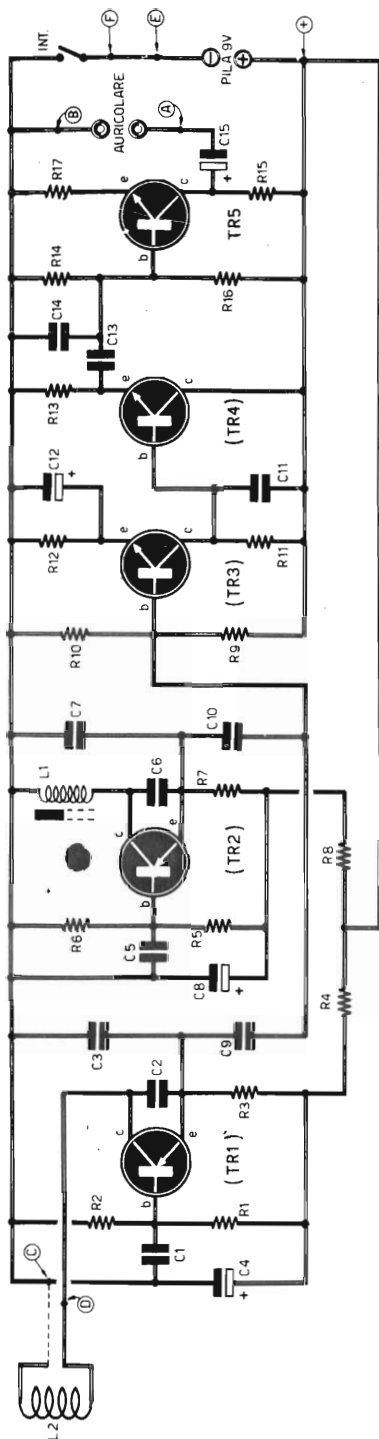 L2
C
D
R2
C1
C4
+
b
c
e
(TR1)
R1
C2
R3
C3
C9
R4
R6
C5
C8
+
b
c
e
(TR2)
R5
L1
C6
R7
C7
C10
R8
R10
R9
R12
C12
+
b
e
c
(TR3)
R11
C11
R13
C14
C13
b
e
c
(TR4)
R14
R16
R17
b
e
c
TR5
C15
+
R15
B
AURICOLARE
A
INT.
F
E
−
PILA 9V
+
+